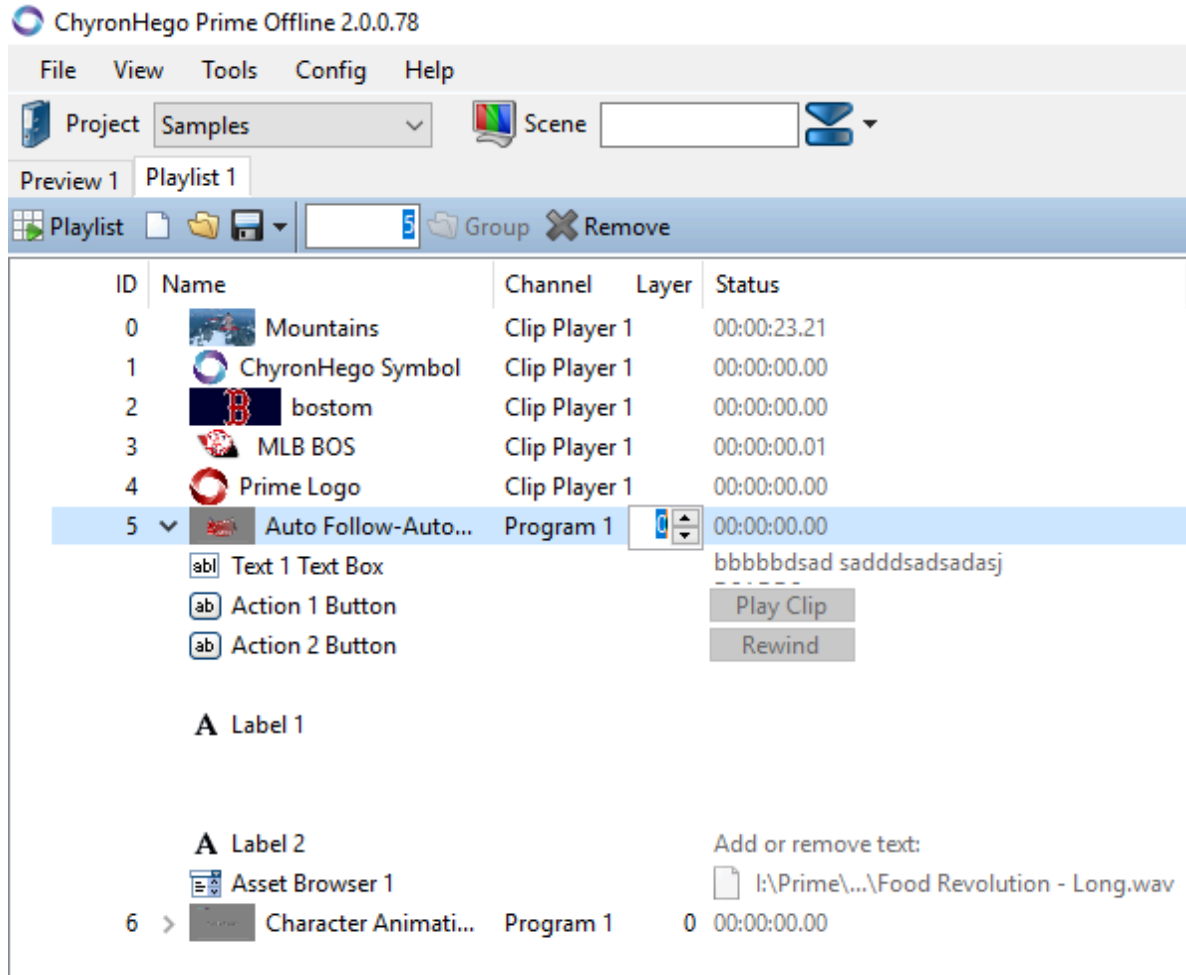 ChyronHego Prime Offline 2.0.0.78
File View Tools Config Help
Project Samples Scene
Preview 1 Playlist 1
Playlist 5 Group Remove
ID Name Channel Layer Status
0 Mountains Clip Player 1 00:00:23.21
1 ChyronHego Symbol Clip Player 1 00:00:00.00
2 B bostom Clip Player 1 00:00:00.00
3 MLB BOS Clip Player 1 00:00:00.01
4 Prime Logo Clip Player 1 00:00:00.00
5 Auto Follow-Auto... Program 1 0 00:00:00.00
abl Text 1 Text Box bbbbbdsad sadddsadsadasj
ab Action 1 Button Play Clip
ab Action 2 Button Rewind
A Label 1
A Label 2 Add or remove text:
Asset Browser 1 I:\Prime\...\Food Revolution - Long.wav
6 Character Animati... Program 1 0 00:00:00.00